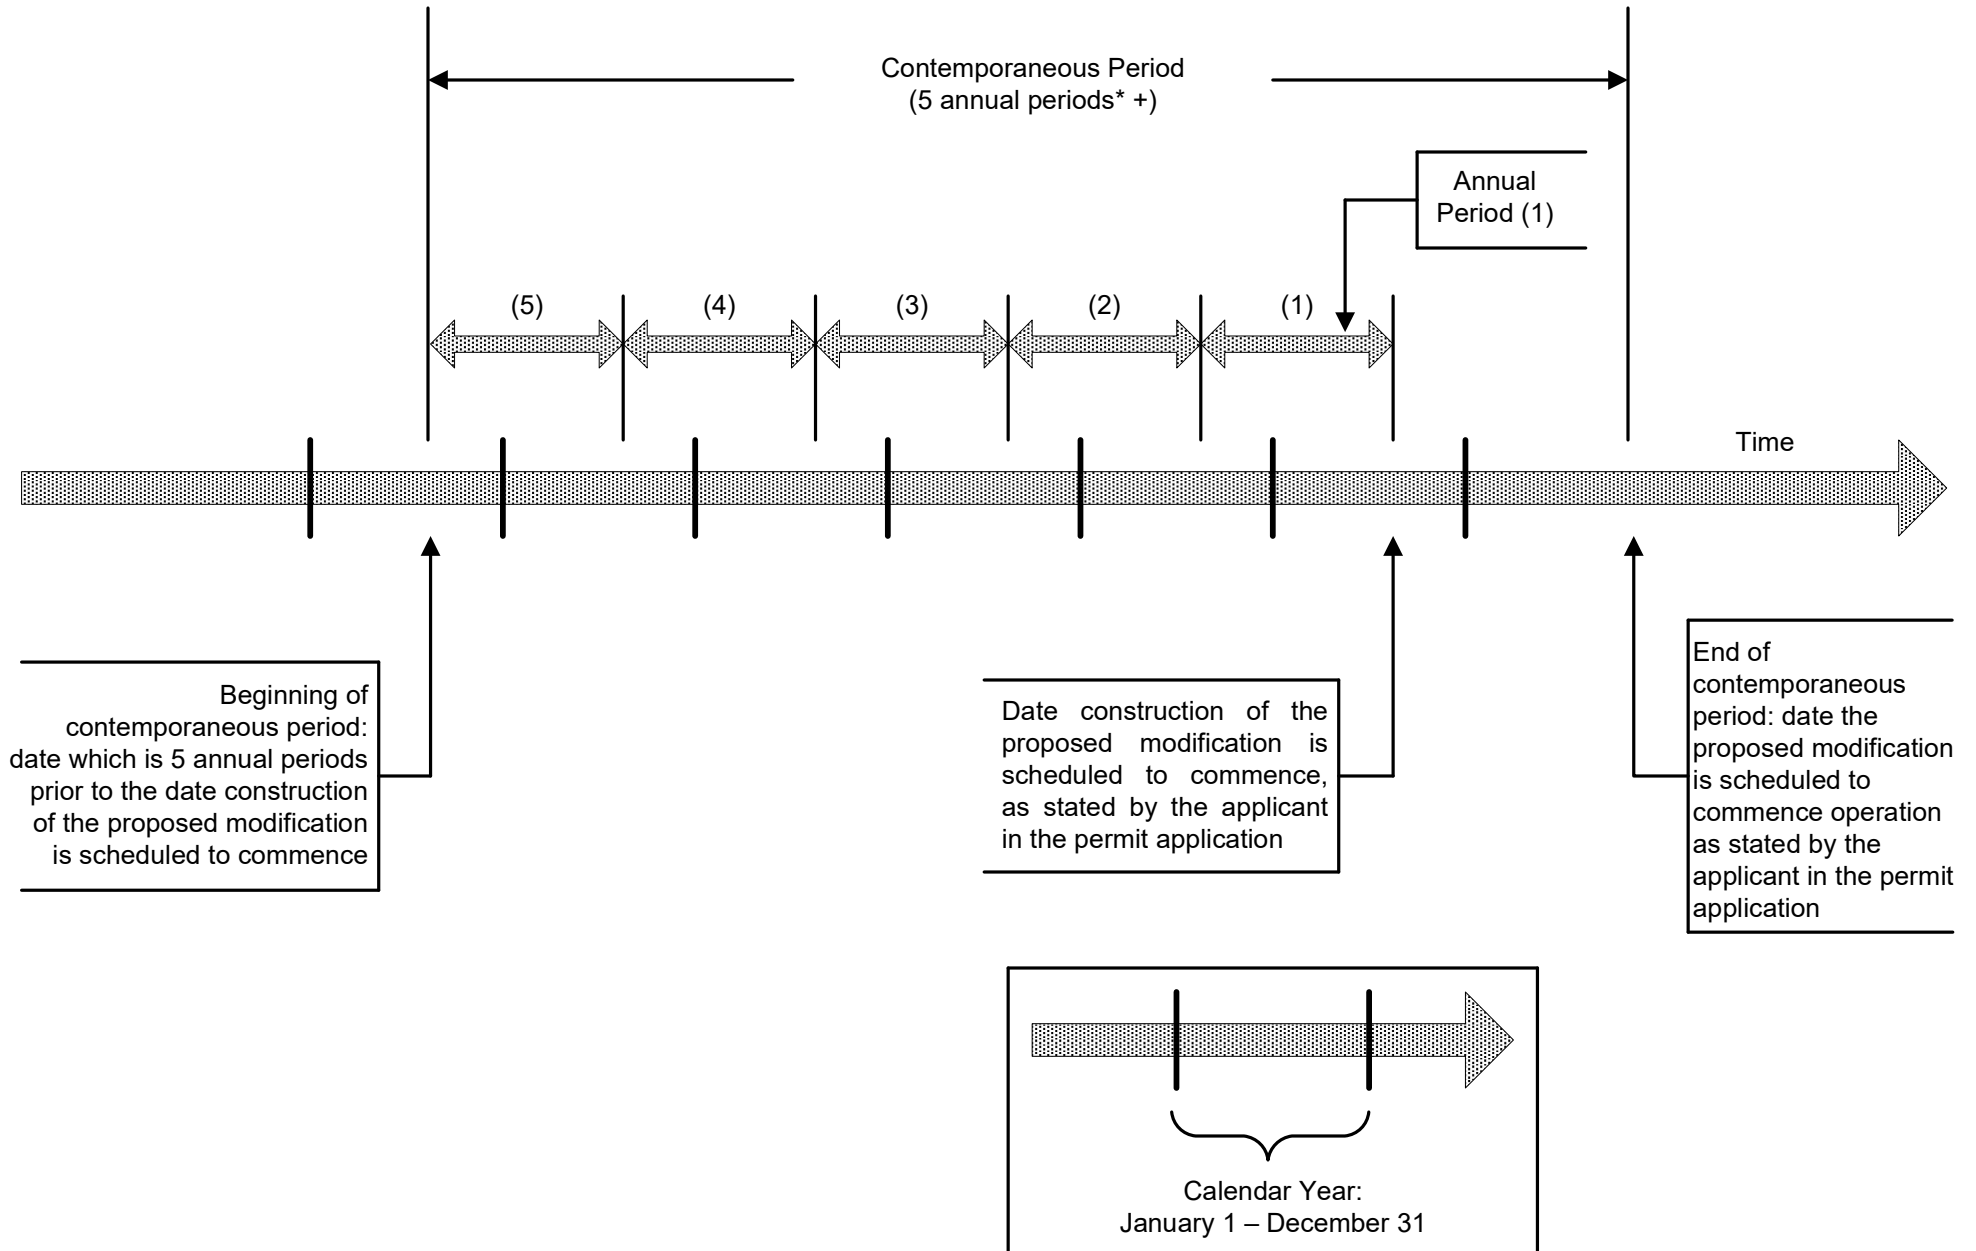 Contemporaneous Period
(5 annual periods* +)
Annual
Period (1)
(5)
(4)
(3)
(2)
(1)
Time
Beginning of
contemporaneous period:
date which is 5 annual periods
prior to the date construction
of the proposed modification
is scheduled to commence
Date construction of the
proposed modification is
scheduled to commence,
as stated by the applicant
in the permit application
End of
contemporaneous
period: date the
proposed modification
is scheduled to
commence operation
as stated by the
applicant in the permit
application
Calendar Year:
January 1 – December 31